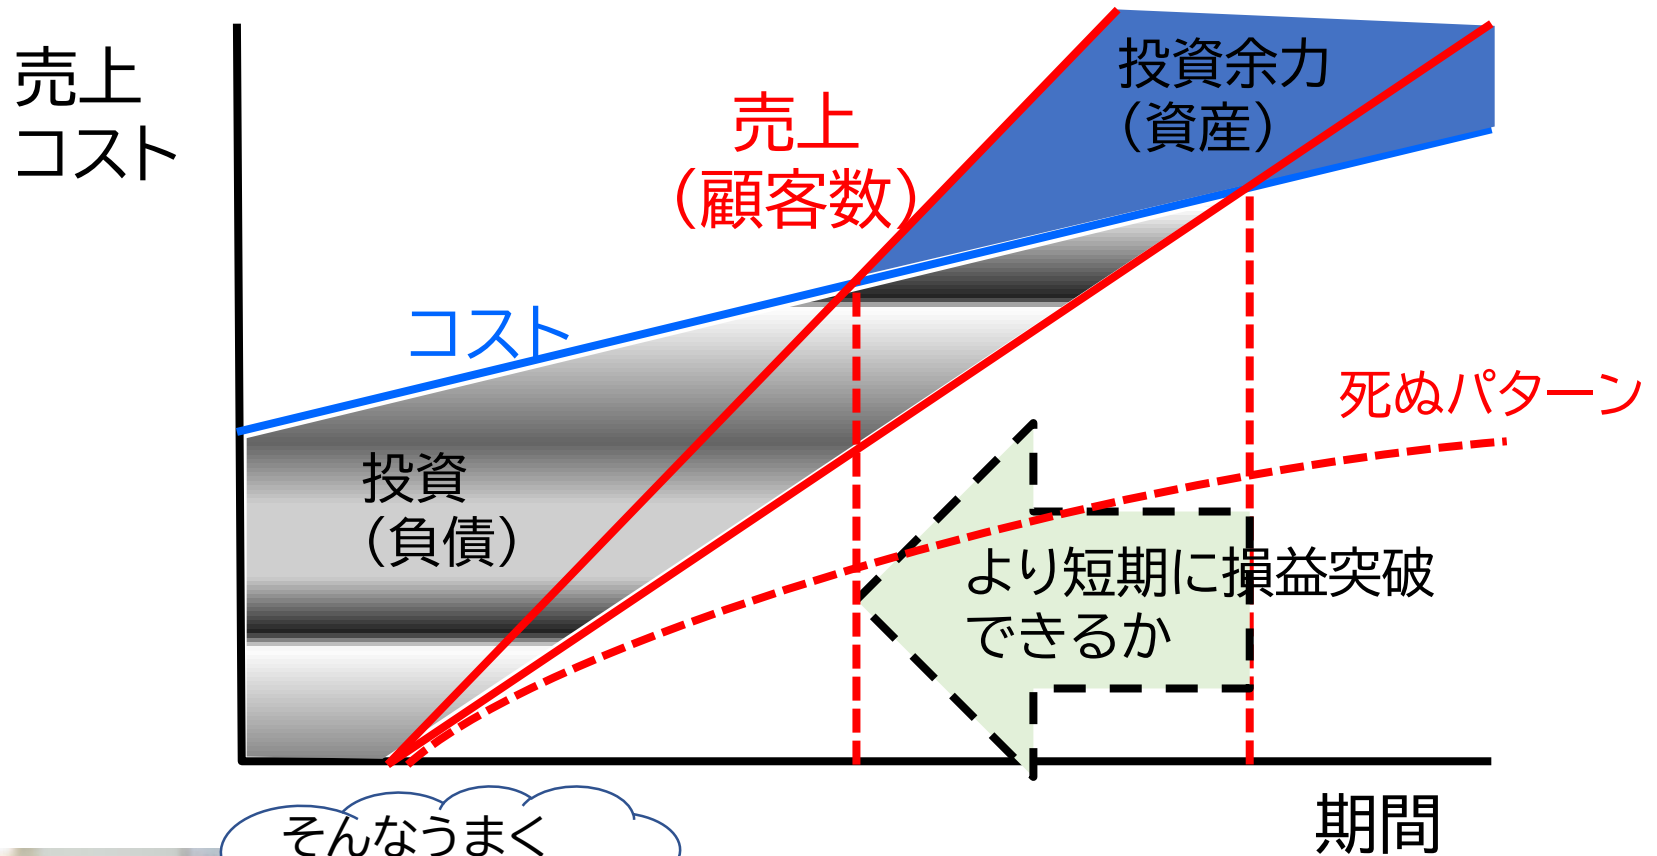 売上
コスト
売上
（顧客数）
投資余力
（資産）
コスト
投資
（負債）
死ぬパターン
より短期に損益突破
できるか
期間
そんなうまく